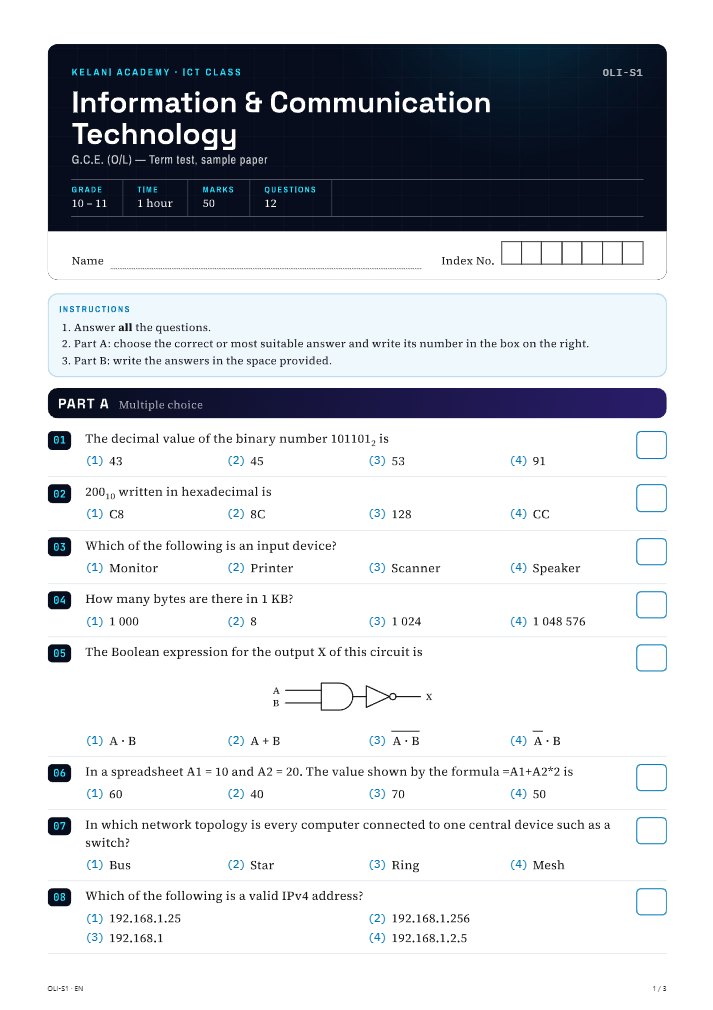 KELANI ACADEMY · ICT CLASS
OLI-S1
Information & Communication
Technology
G.C.E. (O/L) — Term test, sample paper
GRADE TIME MARKS QUESTIONS
10 – 11 1 hour 50 12
Name Index No.
INSTRUCTIONS
1. Answer all the questions.
2. Part A: choose the correct or most suitable answer and write its number in the box on the right.
3. Part B: write the answers in the space provided.
PART A Multiple choice
01 The decimal value of the binary number 101101₂ is
(1) 43 (2) 45 (3) 53 (4) 91
02 200₁₀ written in hexadecimal is
(1) C8 (2) 8C (3) 128 (4) CC
03 Which of the following is an input device?
(1) Monitor (2) Printer (3) Scanner (4) Speaker
04 How many bytes are there in 1 KB?
(1) 1 000 (2) 8 (3) 1 024 (4) 1 048 576
05 The Boolean expression for the output X of this circuit is
A
B
X
(1) A · B (2) A + B (3) A̅ ·̅ B̅ (4) A̅ · B
06 In a spreadsheet A1 = 10 and A2 = 20. The value shown by the formula =A1+A2*2 is
(1) 60 (2) 40 (3) 70 (4) 50
07 In which network topology is every computer connected to one central device such as a
switch?
(1) Bus (2) Star (3) Ring (4) Mesh
08 Which of the following is a valid IPv4 address?
(1) 192.168.1.25 (2) 192.168.1.256
(3) 192.168.1 (4) 192.168.1.2.5
OLI-S1 · EN 1 / 3